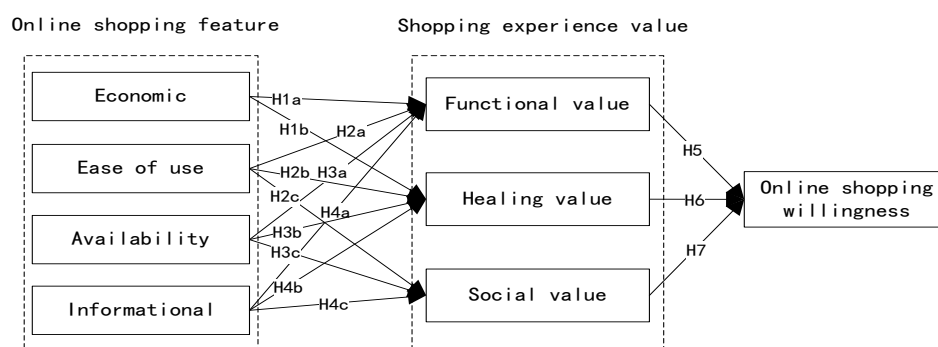 Online shopping feature
Shopping experience value
Economic
Ease of use
Availability
Informational
H1a
H1b
H2a
H2b
H2c
H3a
H3b
H3c
H4a
H4b
H4c
Functional value
Healing value
Social value
H5
H6
H7
Online shopping
willingness